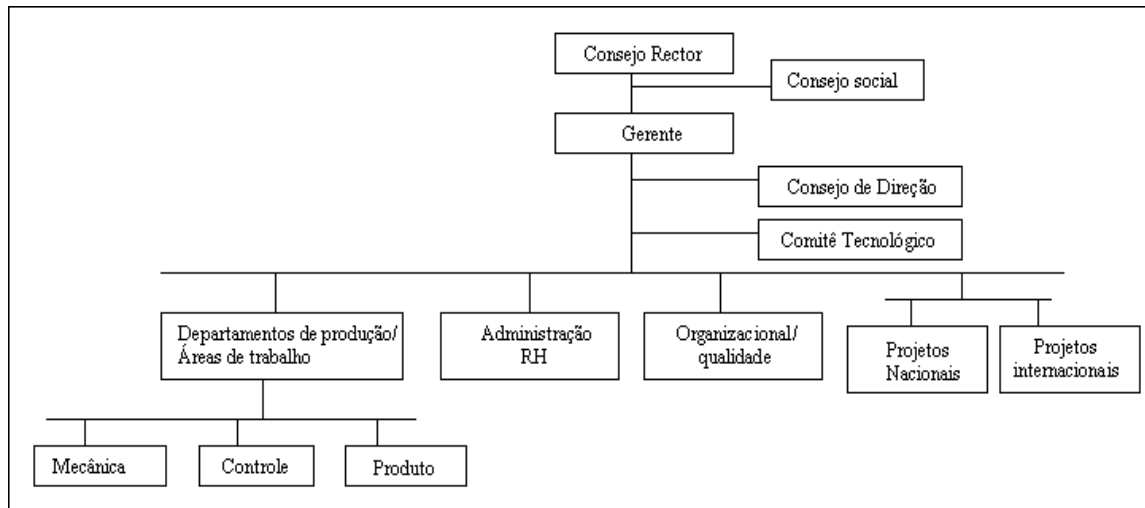 Consejo Rector
Consejo social
Gerente
Consejo de Direção
Comitê Tecnológico
Departamentos de produção/
Áreas de trabalho
Administração
RH
Organizacional/
qualidade
Projetos
Nacionais
Projetos
internacionais
Mecânica
Controle
Produto